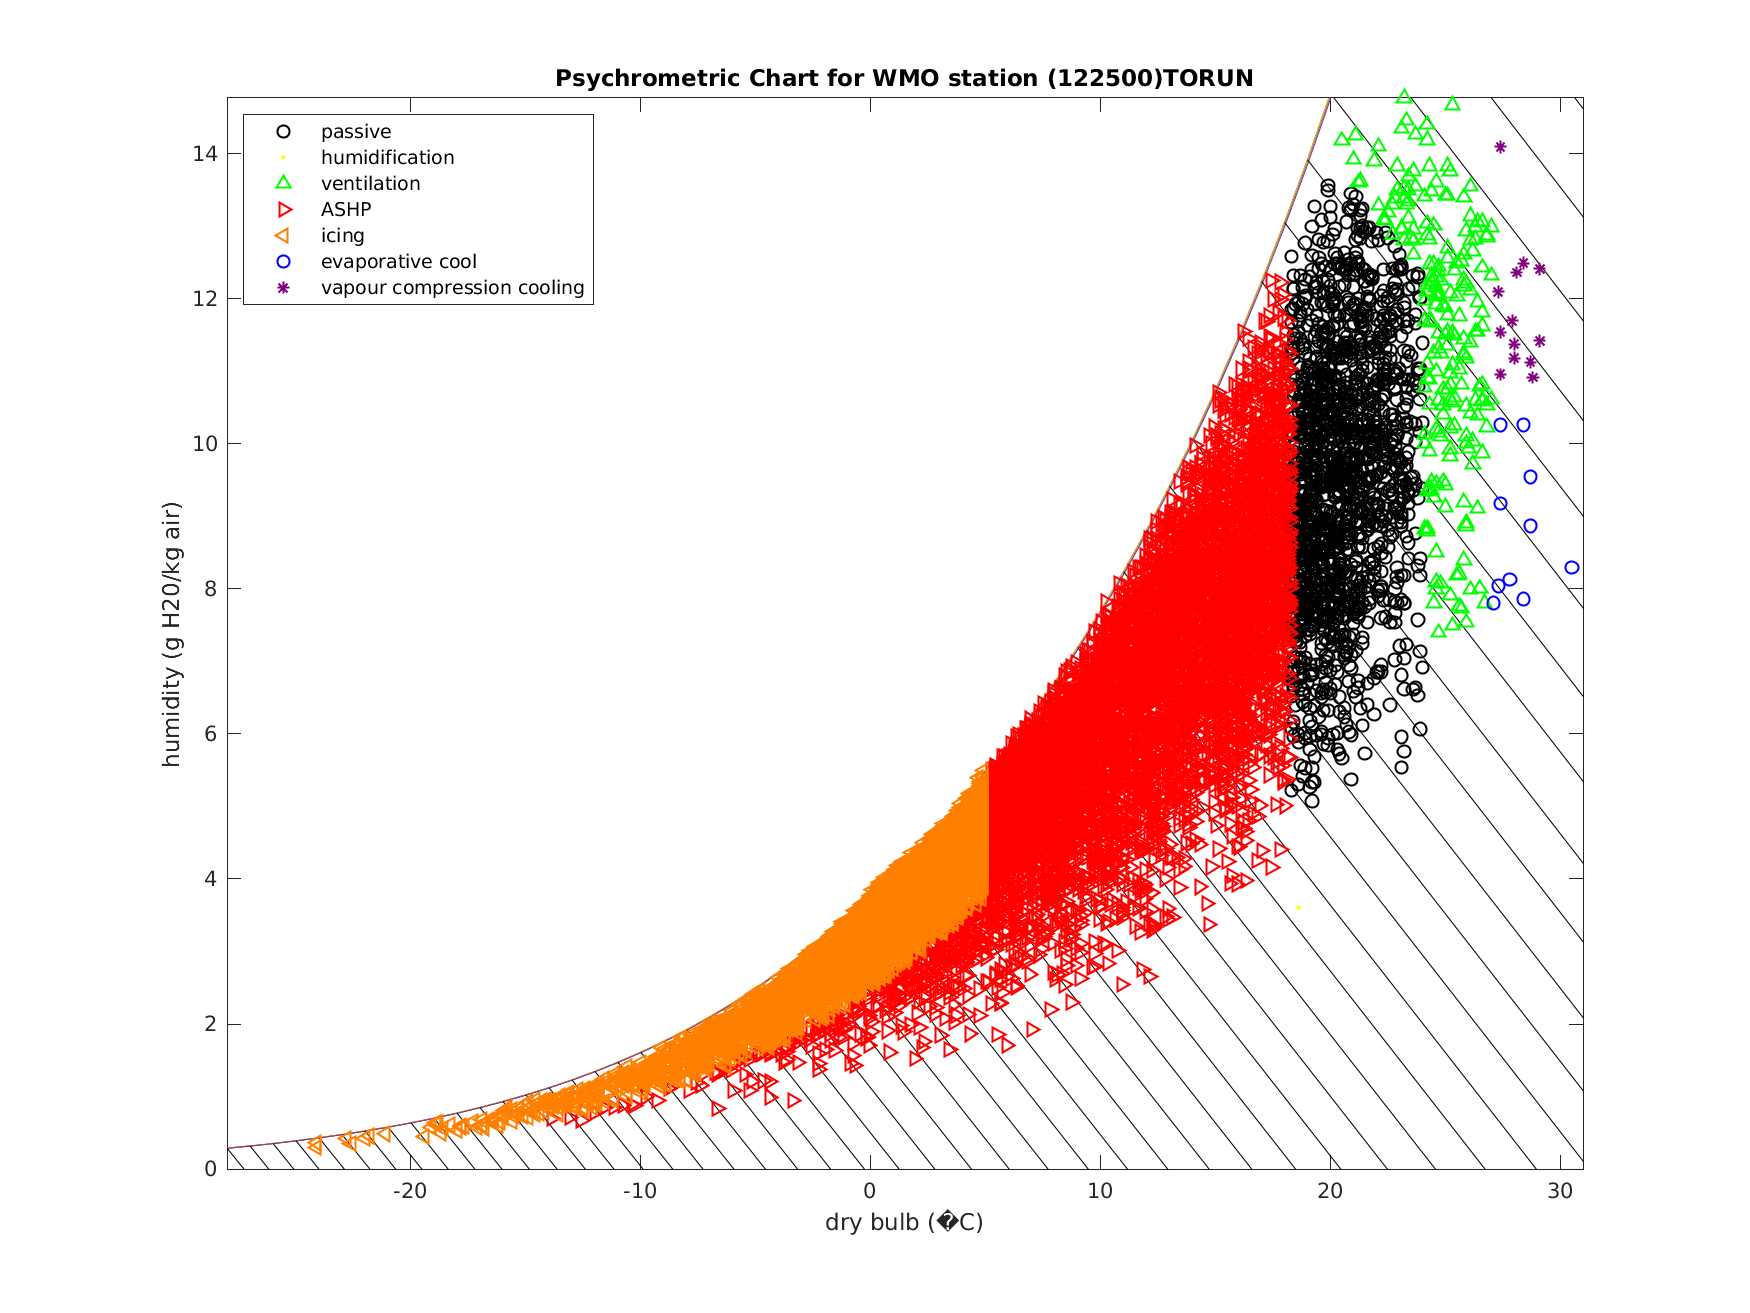 Psychrometric Chart for WMO station (122500)TORUN
passive
humidification
ventilation
ASHP
icing
evaporative cool
vapour compression cooling
humidity (g H20/kg air)
14
12
10
8
6
4
2
0
-20
-10
0
10
20
30
dry bulb (�C)